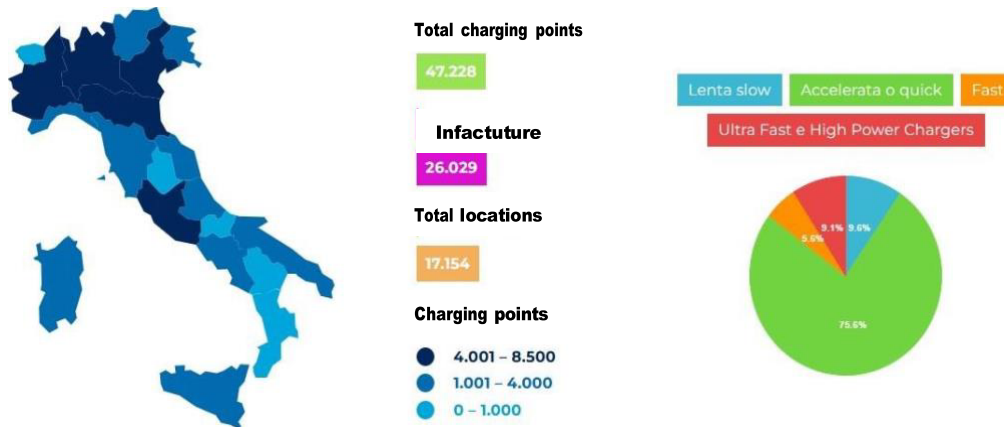 Total charging points
47.228
Infactuture
26.029
Total locations
17.154
Charging points
4.001 – 8.500
1.001 – 4.000
0 – 1.000
Lenta slow
Accelerata o quick
Fast
Ultra Fast e High Power Chargers
9.1%
9.6%
5.6%
75.6%